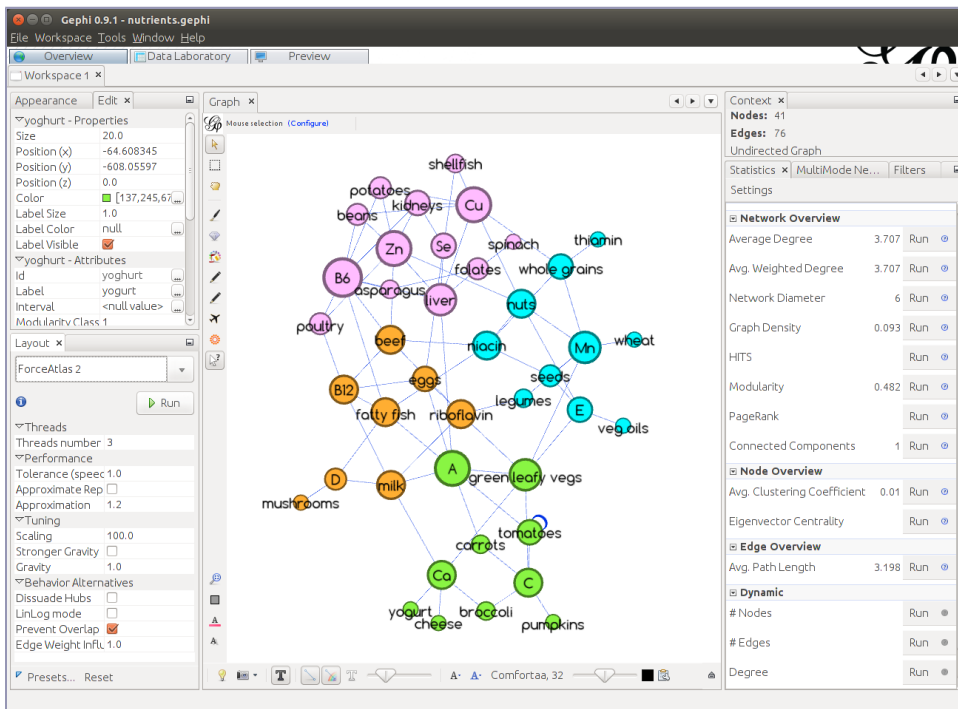 Gephi 0.9.1 - nutrients.gephi
File Workspace Tools Window Help
Overview Data Laboratory Preview
Workspace 1
Appearance Edit
yoghurt - Properties
Size 20.0
Position (x) -64.608345
Position (y) -608.05597
Position (z) 0.0
Color [137,245,67 ...
Label Size 1.0
Label Color null ...
Label Visible
yoghurt - Attributes
Id yoghurt ...
Label yogurt ...
Interval <null value> ...
Modularity Class 1
Layout
ForceAtlas 2
Run
Threads
Threads number 3
Performance
Tolerance (speed 1.0
Approximate Rep
Approximation 1.2
Tuning
Scaling 100.0
Stronger Gravity
Gravity 1.0
Behavior Alternatives
Dissuade Hubs
LinLog mode
Prevent Overlap
Edge Weight Influ 1.0
Presets... Reset
Graph
Mouse selection (Configure)
shellfish
potatoes
kidneys
Cu
beans
Zn
Se
spinach
thiamin
B6
folates
whole grains
asparagus
liver
nuts
poultry
beef
niacin
Mn
wheat
B12
eggs
seeds
legumes
fatty fish
riboflavin
E
veg oils
A
green leafy vegs
D
milk
mushrooms
tomatoes
carrots
Ca
C
yogurt
broccoli
cheese
pumpkins
T
T
A- A- Comfortaa, 32
Context
Nodes: 41
Edges: 76
Undirected Graph
Statistics MultiMode Ne... Filters
Settings
Network Overview
Average Degree 3.707 Run
Avg. Weighted Degree 3.707 Run
Network Diameter 6 Run
Graph Density 0.093 Run
HITS Run
Modularity 0.482 Run
PageRank Run
Connected Components 1 Run
Node Overview
Avg. Clustering Coefficient 0.01 Run
Eigenvector Centrality Run
Edge Overview
Avg. Path Length 3.198 Run
Dynamic
# Nodes Run
# Edges Run
Degree Run